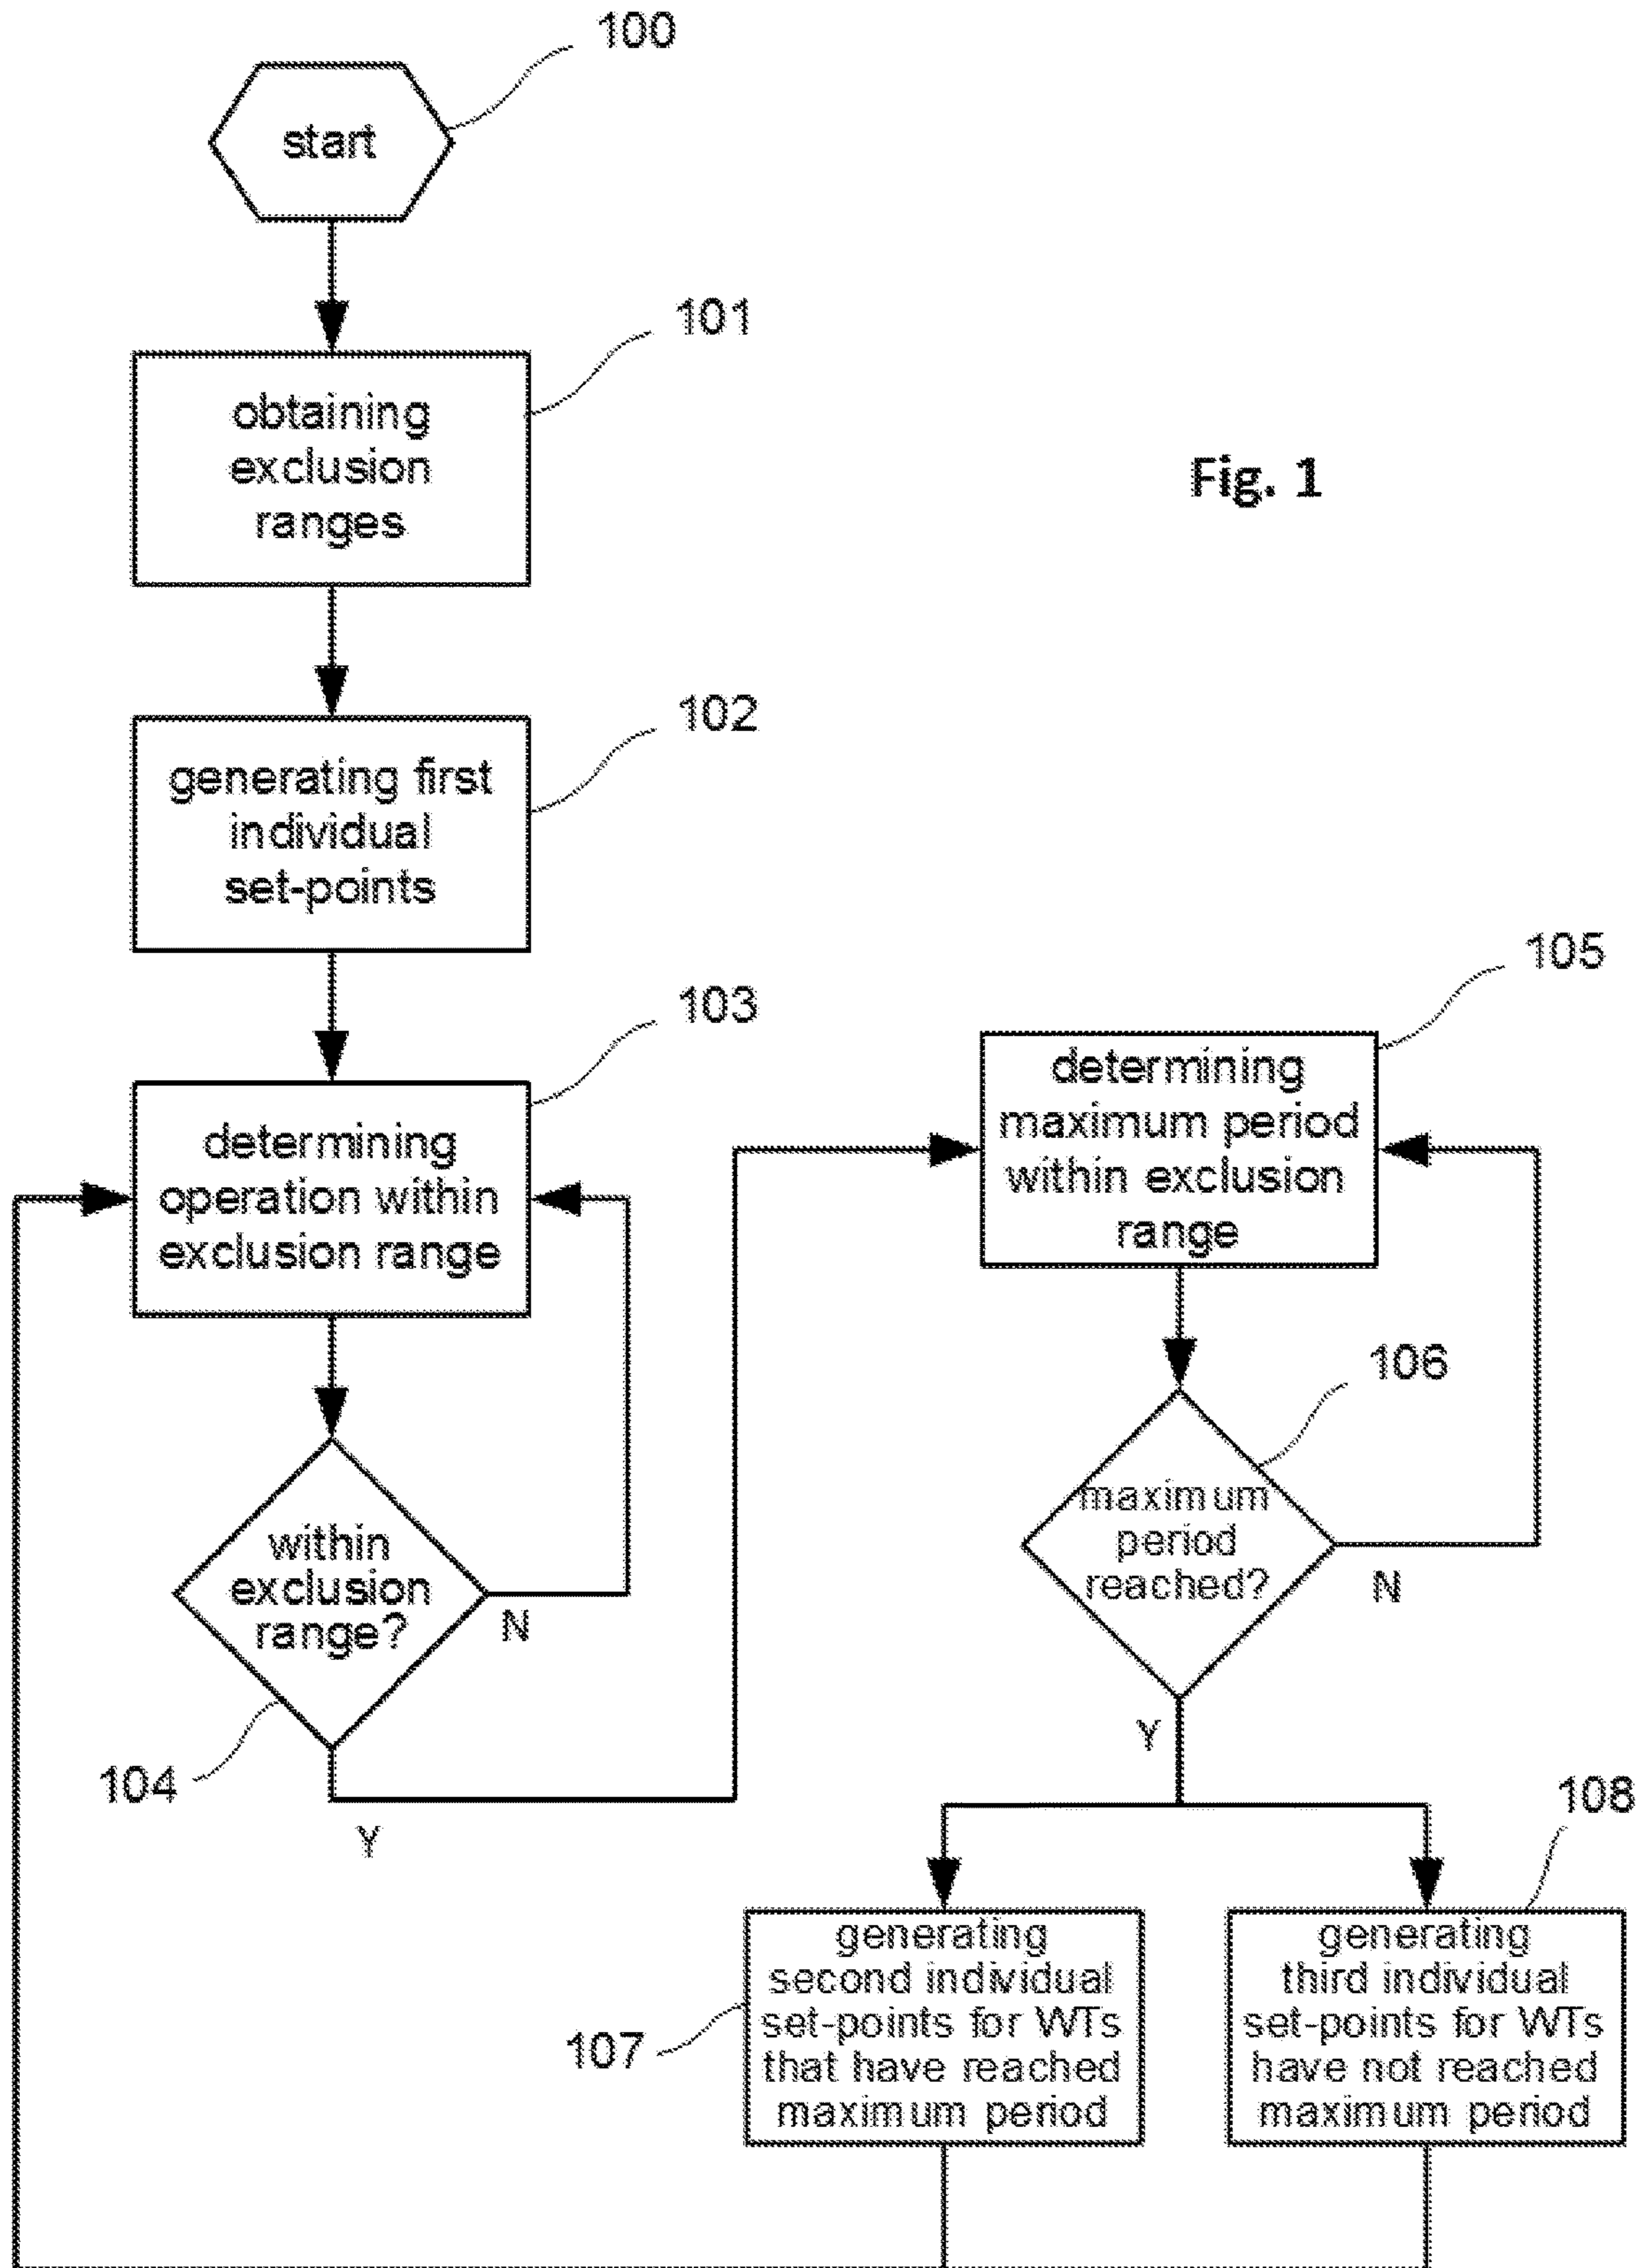 100
start
101
obtaining
exclusion
ranges
Fig. 1
102
generating first
individual
set-points
103
determining
operation within
exclusion range
105
determining
maximum period
within exclusion
range
106
maximum
period
reached?
N
within
exclusion
range?
N
104
Y
Y
108
107
generating
second individual
set-points for WTs
that have reached
maximum period
generating
third individual
set-points for WTs
have not reached
maximum period